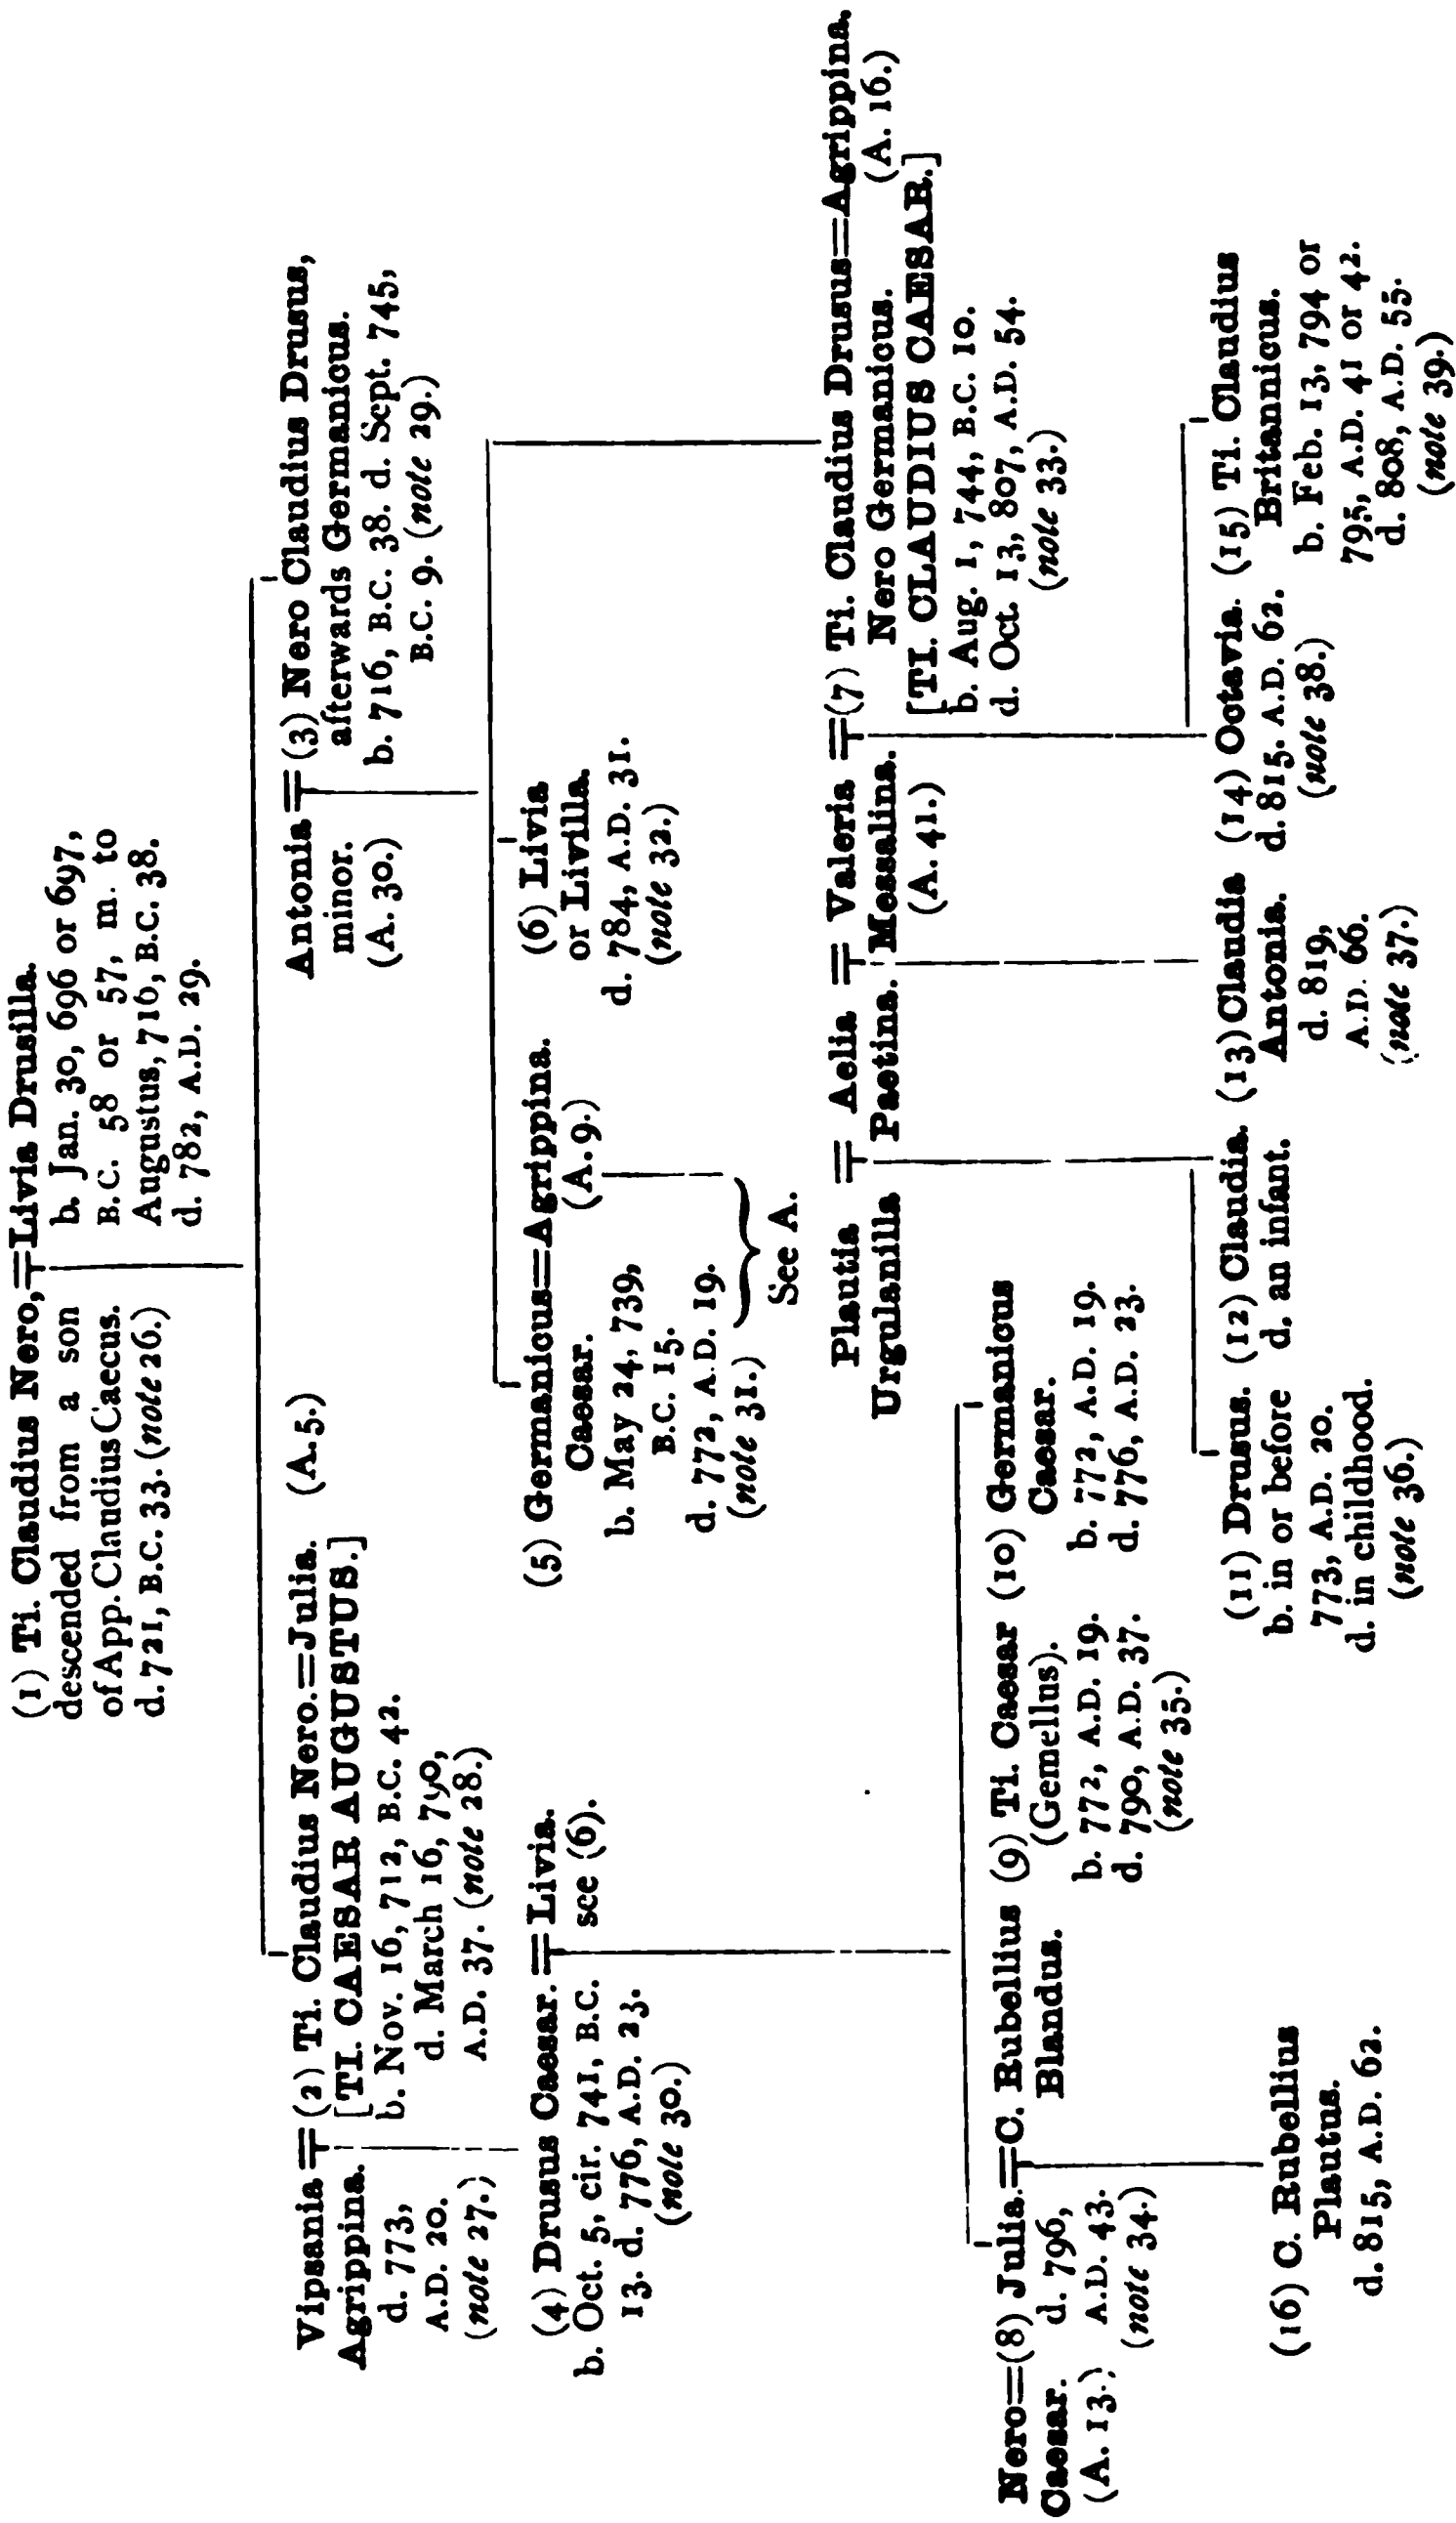 (1) Ti. Claudius Nero,=Livia Drusilla.
descended from a son
of App. Claudius Caecus.
d. 721, B.C. 33. (note 26.)
b. Jan. 30, 696 or 697,
B.C. 58 or 57, m. to
Augustus, 716, B.C. 38.
d. 782, A.D. 29.
Vipsania = (2) Ti. Claudius Nero.=Julia. (A. 5.)
Agrippina.
d. 773,
A.D. 20.
(note 27.)
[TI. CAESAR AUGUSTUS.]
b. Nov. 16, 712, B.C. 42.
d. March 16, 790,
A.D. 37. (note 28.)
Antonia = (3) Nero Claudius Drusus,
minor.
(A. 30.)
afterwards Germanicus.
b. 716, B.C. 38. d. Sept. 745,
B.C. 9. (note 29.)
(4) Drusus Caesar. = Livia.
b. Oct. 5, cir. 741, B.C.
13. d. 776, A.D. 23.
(note 30.)
see (6).
(5) Germanicus=Agrippina.
Caesar.
(A. 9.)
b. May 24, 739,
B.C. 15.
d. 772, A.D. 19.
(note 31.)
See A.
(6) Livia
or Livilla.
d. 784, A.D. 31.
(note 32.)
Plautia = Aelia = Valeria = (7) Ti. Claudius Drusus=Agrippina.
Urgulanilla Paetina. Messalina.
(A. 41.)
Nero Germanicus.
(A. 16.)
[TI. CLAUDIUS CAESAR.]
b. Aug. 1, 744, B.C. 10.
d. Oct. 13, 807, A.D. 54.
(note 33.)
Nero=(8) Julia.=C. Rubellius
Caesar.
(A. 13.)
d. 796,
A.D. 43.
(note 34.)
Blandus.
(9) Ti. Caesar
(Gemellus).
b. 772, A.D. 19.
d. 790, A.D. 37.
(note 35.)
(10) Germanicus
Caesar.
b. 772, A.D. 19.
d. 776, A.D. 23.
(11) Drusus.
b. in or before
773, A.D. 20.
d. in childhood.
(note 36.)
(12) Claudia.
d. an infant.
(13) Claudia
Antonia.
d. 819,
A.D. 66.
(note 37.)
(14) Octavia.
d. 815. A.D. 62.
(note 38.)
(15) Ti. Claudius
Britannicus.
b. Feb. 13, 794 or
795, A.D. 41 or 42.
d. 808, A.D. 55.
(note 39.)
(16) C. Rubellius
Plautus.
d. 815, A.D. 62.